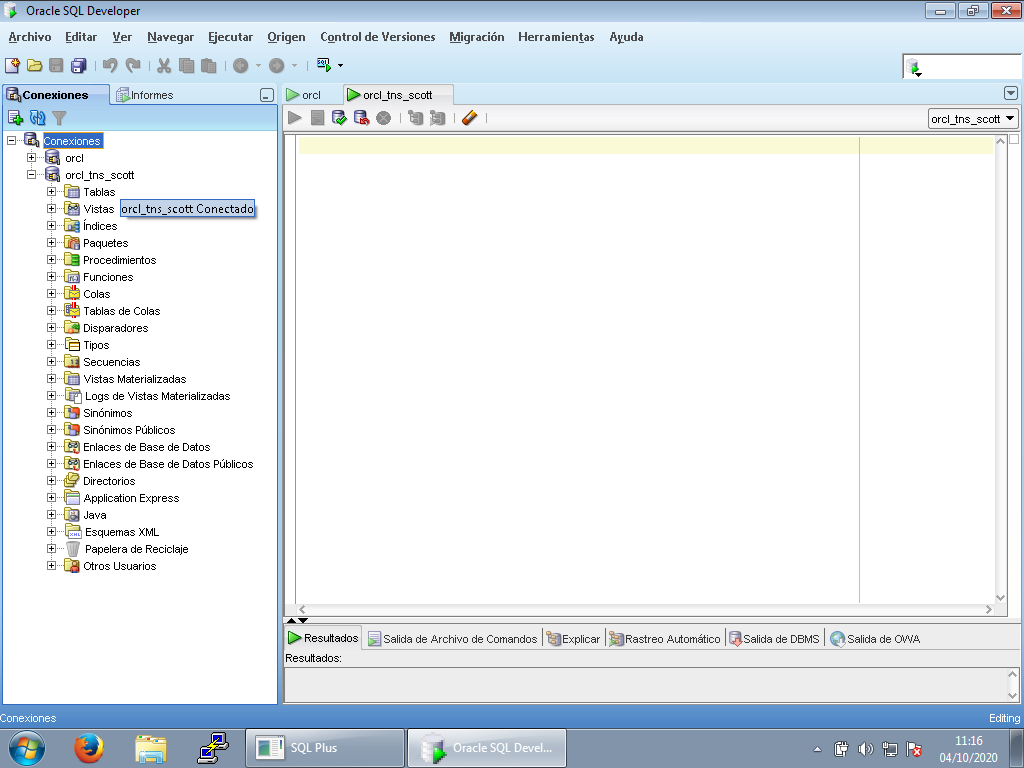 Oracle SQL Developer
Archivo Editar Ver Navegar Ejecutar Origen Control de Versiones Migración Herramientas Ayuda
Conexiones Informes
orcl orcl_tns_scott
orcl_tns_scott
Conexiones
orcl
orcl_tns_scott
Tablas
Vistas
orcl_tns_scott Conectado
Índices
Paquetes
Procedimientos
Funciones
Colas
Tablas de Colas
Disparadores
Tipos
Secuencias
Vistas Materializadas
Logs de Vistas Materializadas
Sinónimos
Sinónimos Públicos
Enlaces de Base de Datos
Enlaces de Base de Datos Públicos
Directorios
Application Express
Java
Esquemas XML
Papelera de Reciclaje
Otros Usuarios
Resultados Salida de Archivo de Comandos Explicar Rastreo Automático Salida de DBMS Salida de OWA
Resultados:
Conexiones Editing
SQL Plus Oracle SQL Devel...
11:16
04/10/2020